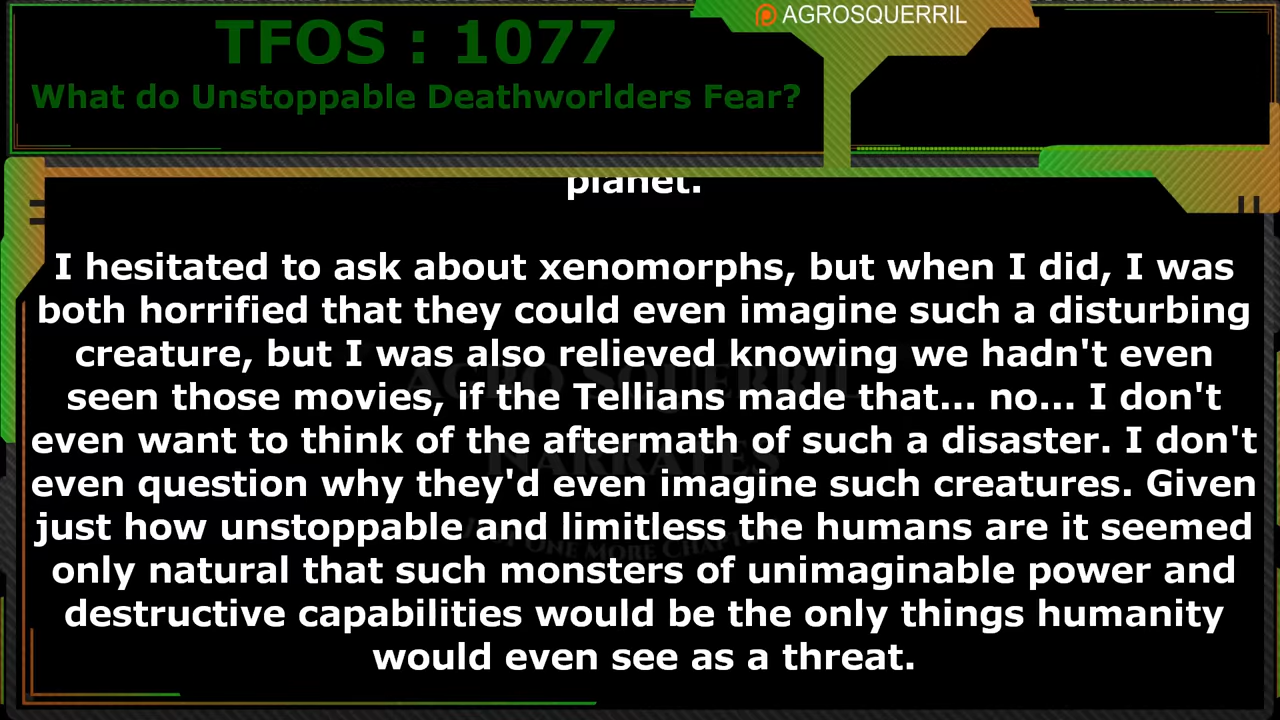 AGROSQUERRIL
TFOS : 1077
What do Unstoppable Deathworlders Fear?
planet.
I hesitated to ask about xenomorphs, but when I did, I was
both horrified that they could even imagine such a disturbing
creature, but I was also relieved knowing we hadn't even
seen those movies, if the Tellians made that... no... I don't
even want to think of the aftermath of such a disaster. I don't
even question why they'd even imagine such creatures. Given
just how unstoppable and limitless the humans are it seemed
only natural that such monsters of unimaginable power and
destructive capabilities would be the only things humanity
would even see as a threat.
AGRO SQUERRIL
NARRATES